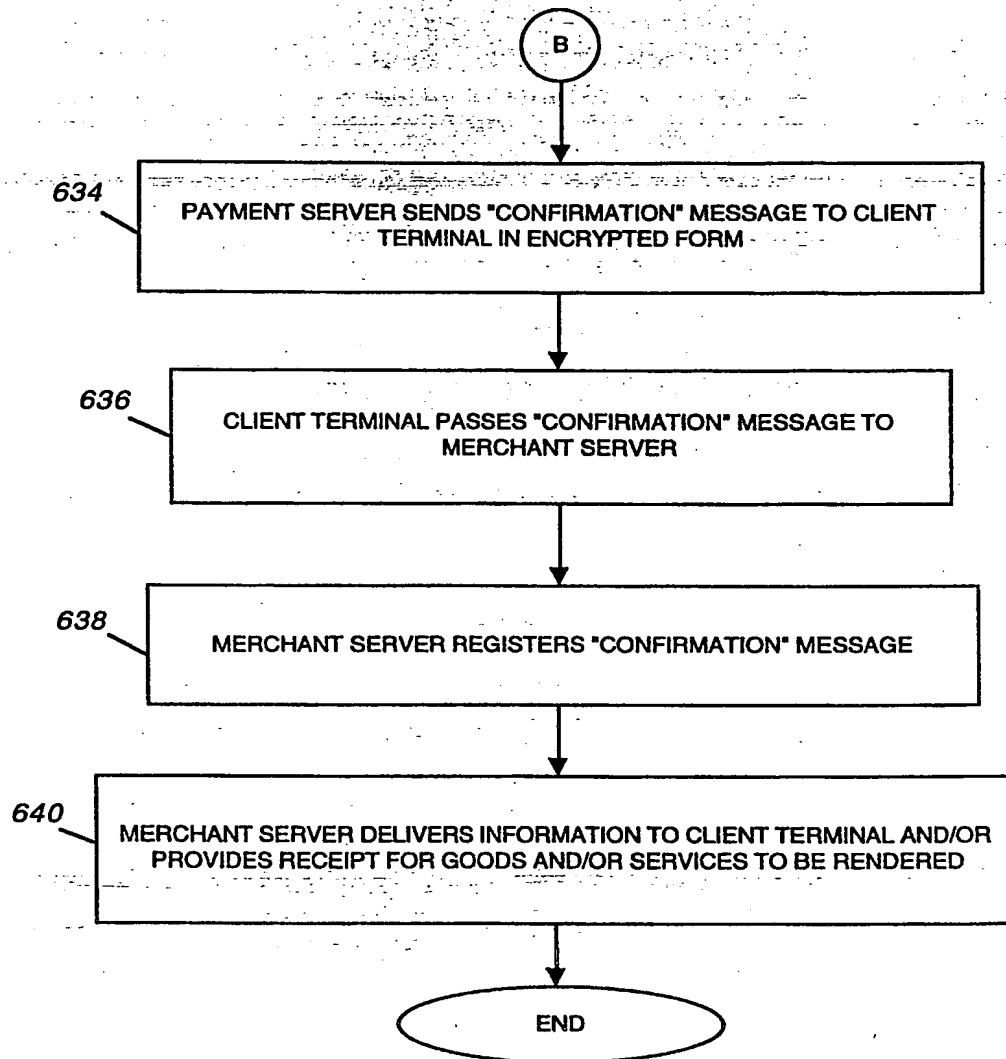 B
634
PAYMENT SERVER SENDS "CONFIRMATION" MESSAGE TO CLIENT
TERMINAL IN ENCRYPTED FORM
636
CLIENT TERMINAL PASSES "CONFIRMATION" MESSAGE TO
MERCHANT SERVER
638
MERCHANT SERVER REGISTERS "CONFIRMATION" MESSAGE
640
MERCHANT SERVER DELIVERS INFORMATION TO CLIENT TERMINAL AND/OR
PROVIDES RECEIPT FOR GOODS AND/OR SERVICES TO BE RENDERED
END